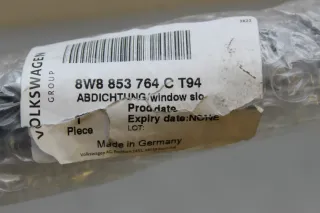 VOLKSWAGEN
GROUP
8W8 853 764 C T94
ABDICHTUNG window slo
Prod date
1
Expiry date:NONE
Piece
LOT:
Made in Germany